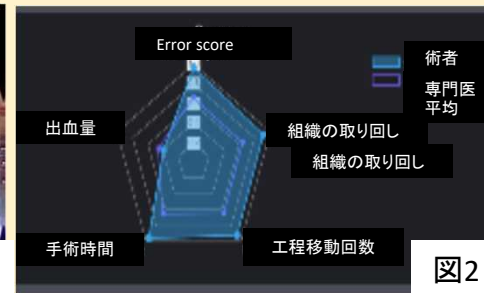 Error score
術者
専門医
平均
出血量
組織の取り回し
組織の取り回し
手術時間
工程移動回数
図2